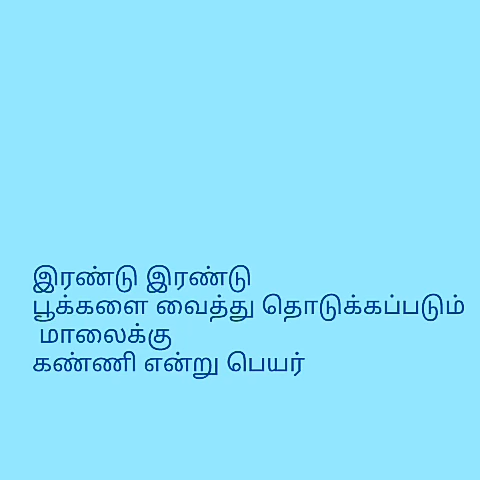 இரண்டு இரண்டு
பூக்களை வைத்து தொடுக்கப்படும்
மாலைக்கு
கண்ணி என்று பெயர்